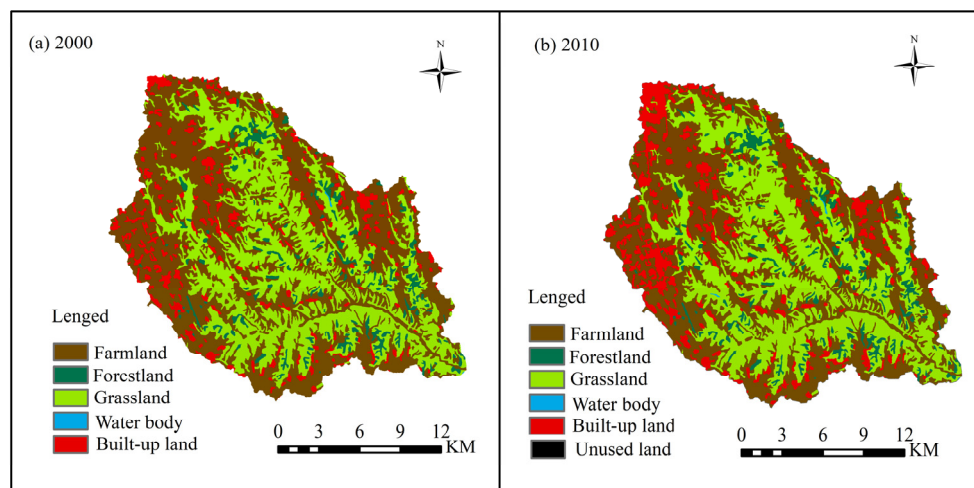 (a) 2000
N
Lenged
Farmland
Forestland
Grassland
Water body
Built-up land
0 3 6 9 12
KM
(b) 2010
N
Lenged
Farmland
Forestland
Grassland
Water body
Built-up land
Unused land
0 3 6 9 12
KM